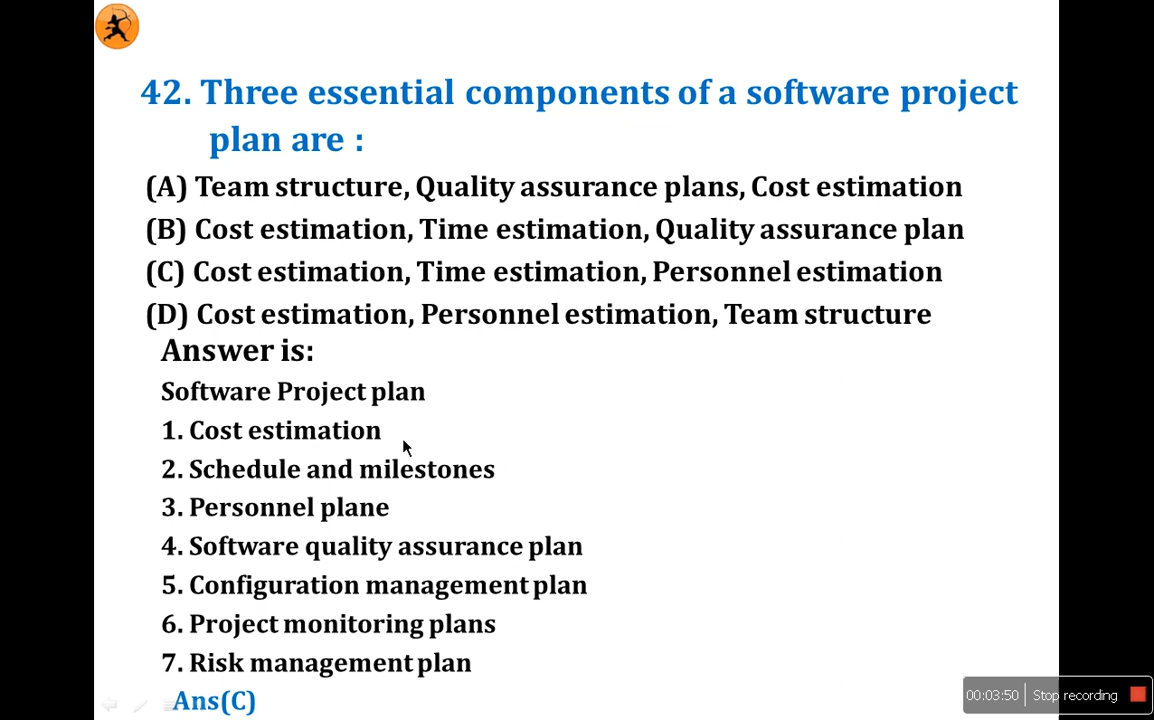 42. Three essential components of a software project
plan are :
(A) Team structure, Quality assurance plans, Cost estimation
(B) Cost estimation, Time estimation, Quality assurance plan
(C) Cost estimation, Time estimation, Personnel estimation
(D) Cost estimation, Personnel estimation, Team structure
Answer is:
Software Project plan
1. Cost estimation
2. Schedule and milestones
3. Personnel plane
4. Software quality assurance plan
5. Configuration management plan
6. Project monitoring plans
7. Risk management plan
Ans(C)
00:03:50 Stop recording